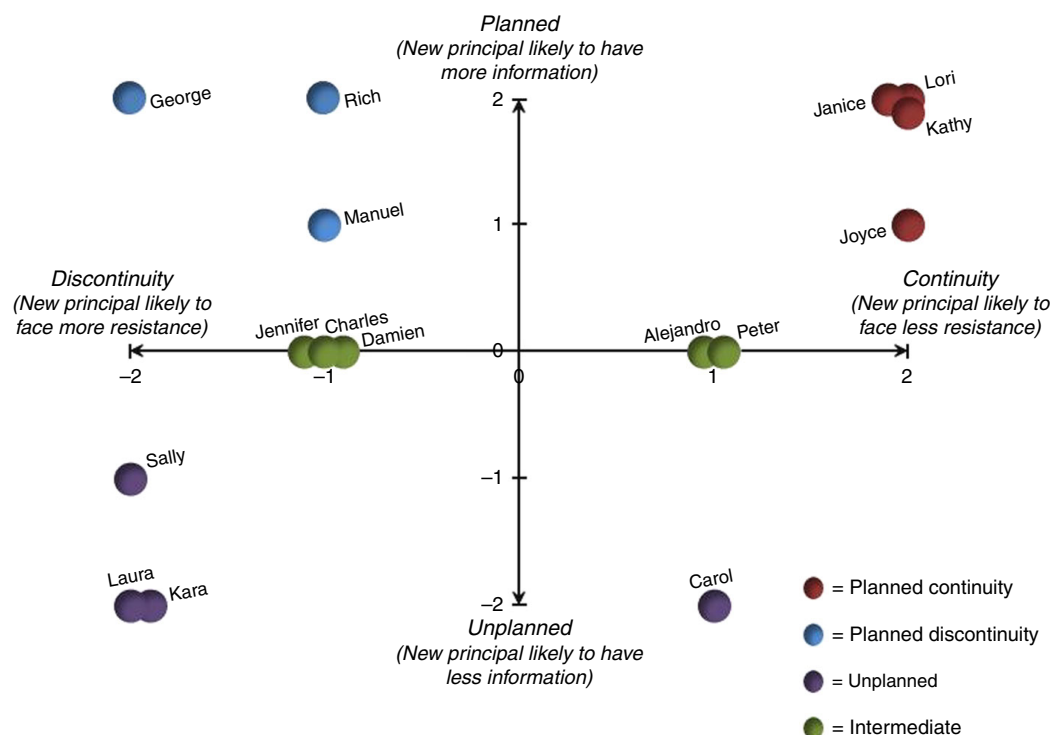 Planned
(New principal likely to have
more information)
2
George
Rich
Janice
Lori
Kathy
1
Manuel
Joyce
Discontinuity
(New principal likely to
face more resistance)
Continuity
(New principal likely to
face less resistance)
Jennifer
Charles
Damien
Alejandro
Peter
0
–2
–1
0
1
2
Sally
–1
Laura
Kara
Carol
–2
Unplanned
(New principal likely to have
less information)
= Planned continuity
= Planned discontinuity
= Unplanned
= Intermediate